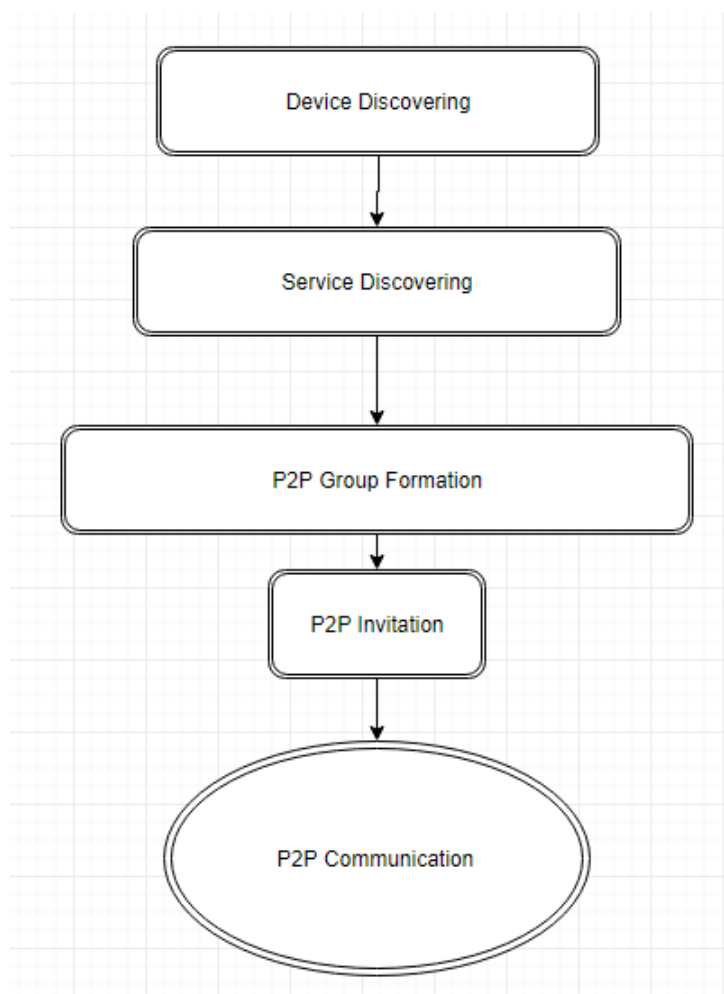 Device Discovering
Service Discovering
P2P Group Formation
P2P Invitation
P2P Communication